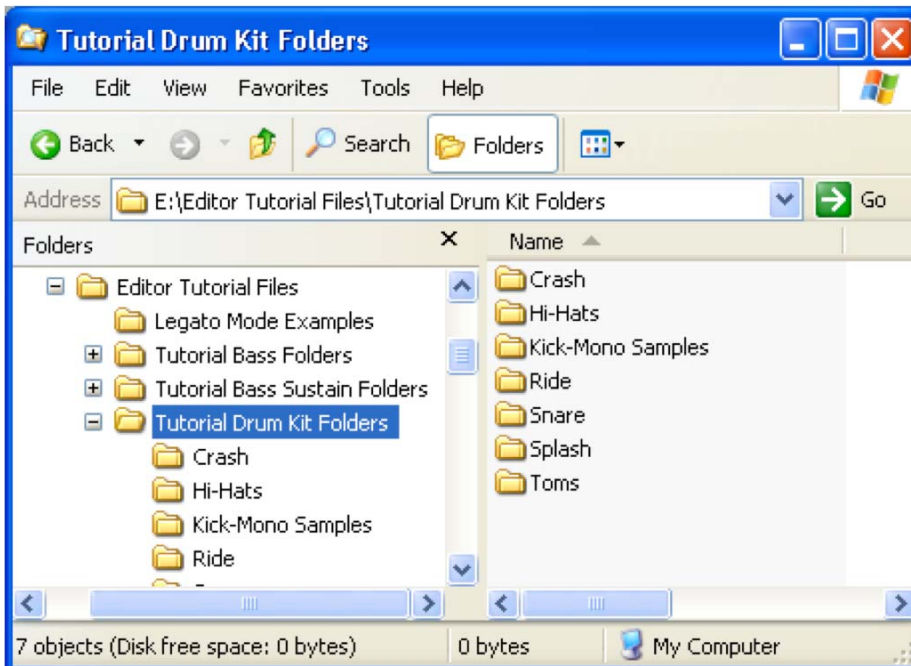 Tutorial Drum Kit Folders
File Edit View Favorites Tools Help
Back Search Folders
Address E:\Editor Tutorial Files\Tutorial Drum Kit Folders Go
Folders
Editor Tutorial Files
Legato Mode Examples
Tutorial Bass Folders
Tutorial Bass Sustain Folders
Tutorial Drum Kit Folders
Crash
Hi-Hats
Kick-Mono Samples
Ride
Name
Crash
Hi-Hats
Kick-Mono Samples
Ride
Snare
Splash
Toms
7 objects (Disk free space: 0 bytes) 0 bytes My Computer